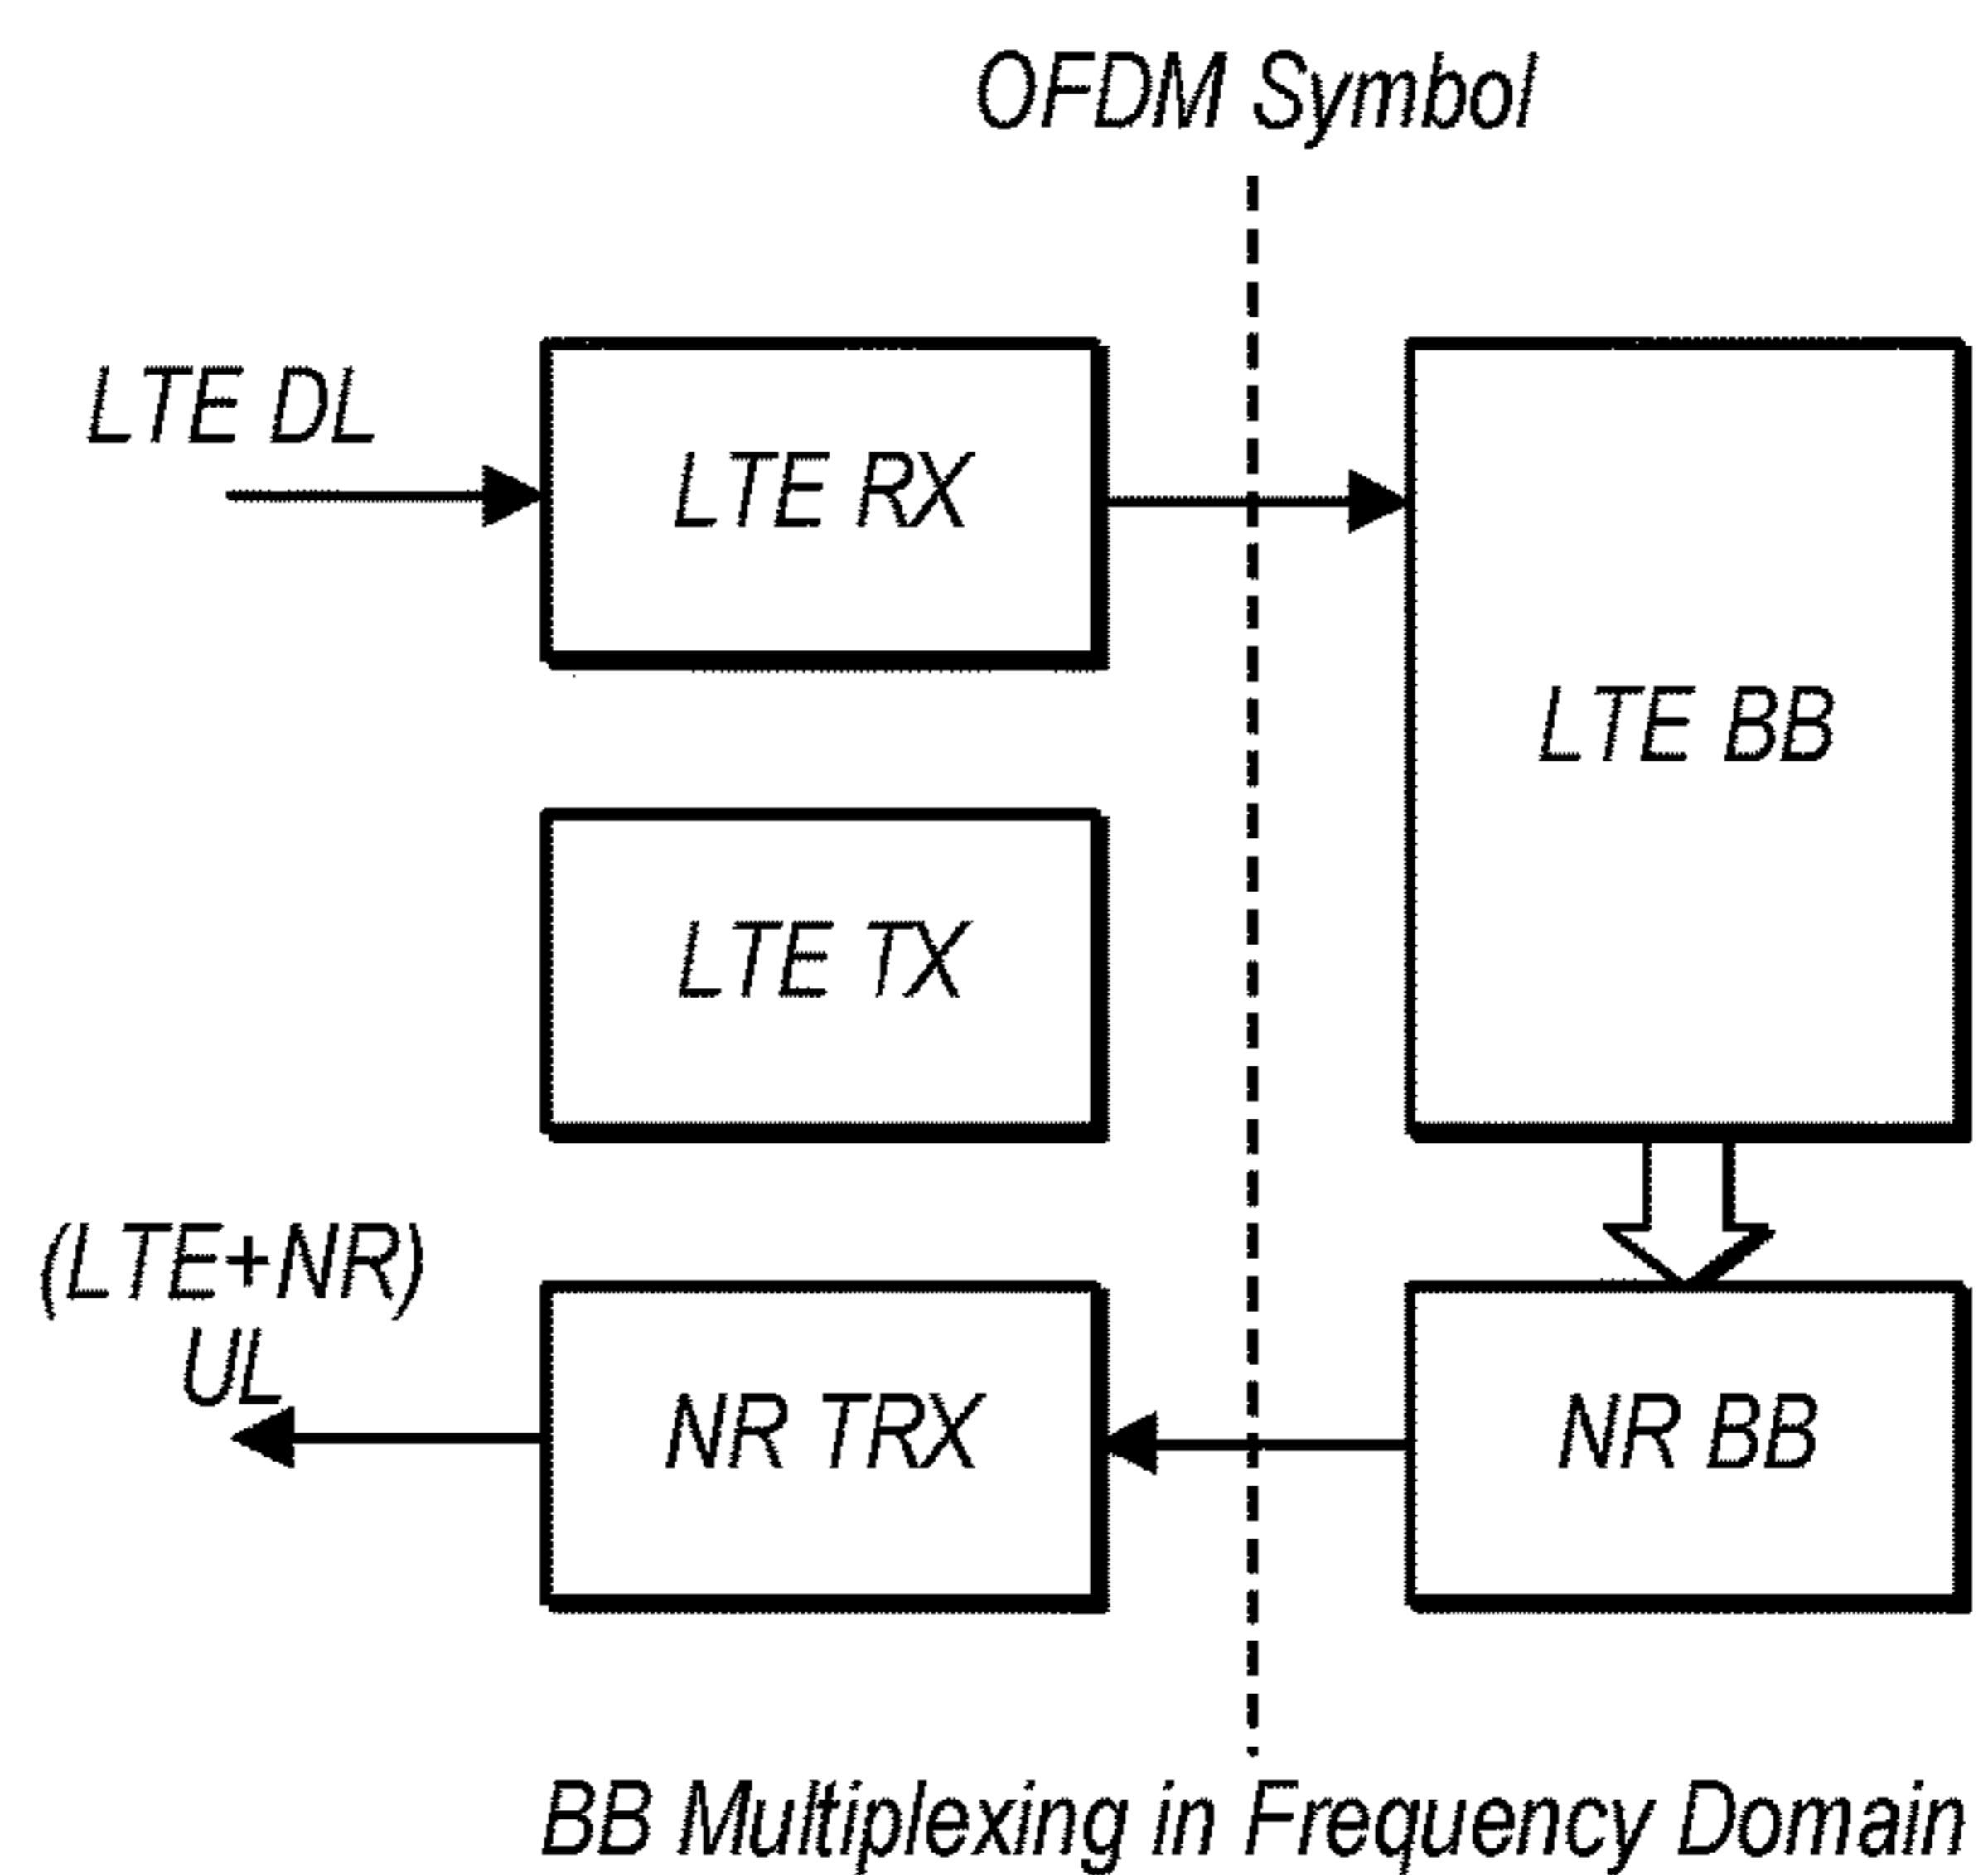 OFDM Symbol
LTE DL
LTE RX
LTE BB
LTE TX
(LTE+NR)
UL
NR TRX
NR BB
BB Multiplexing in Frequency Domain